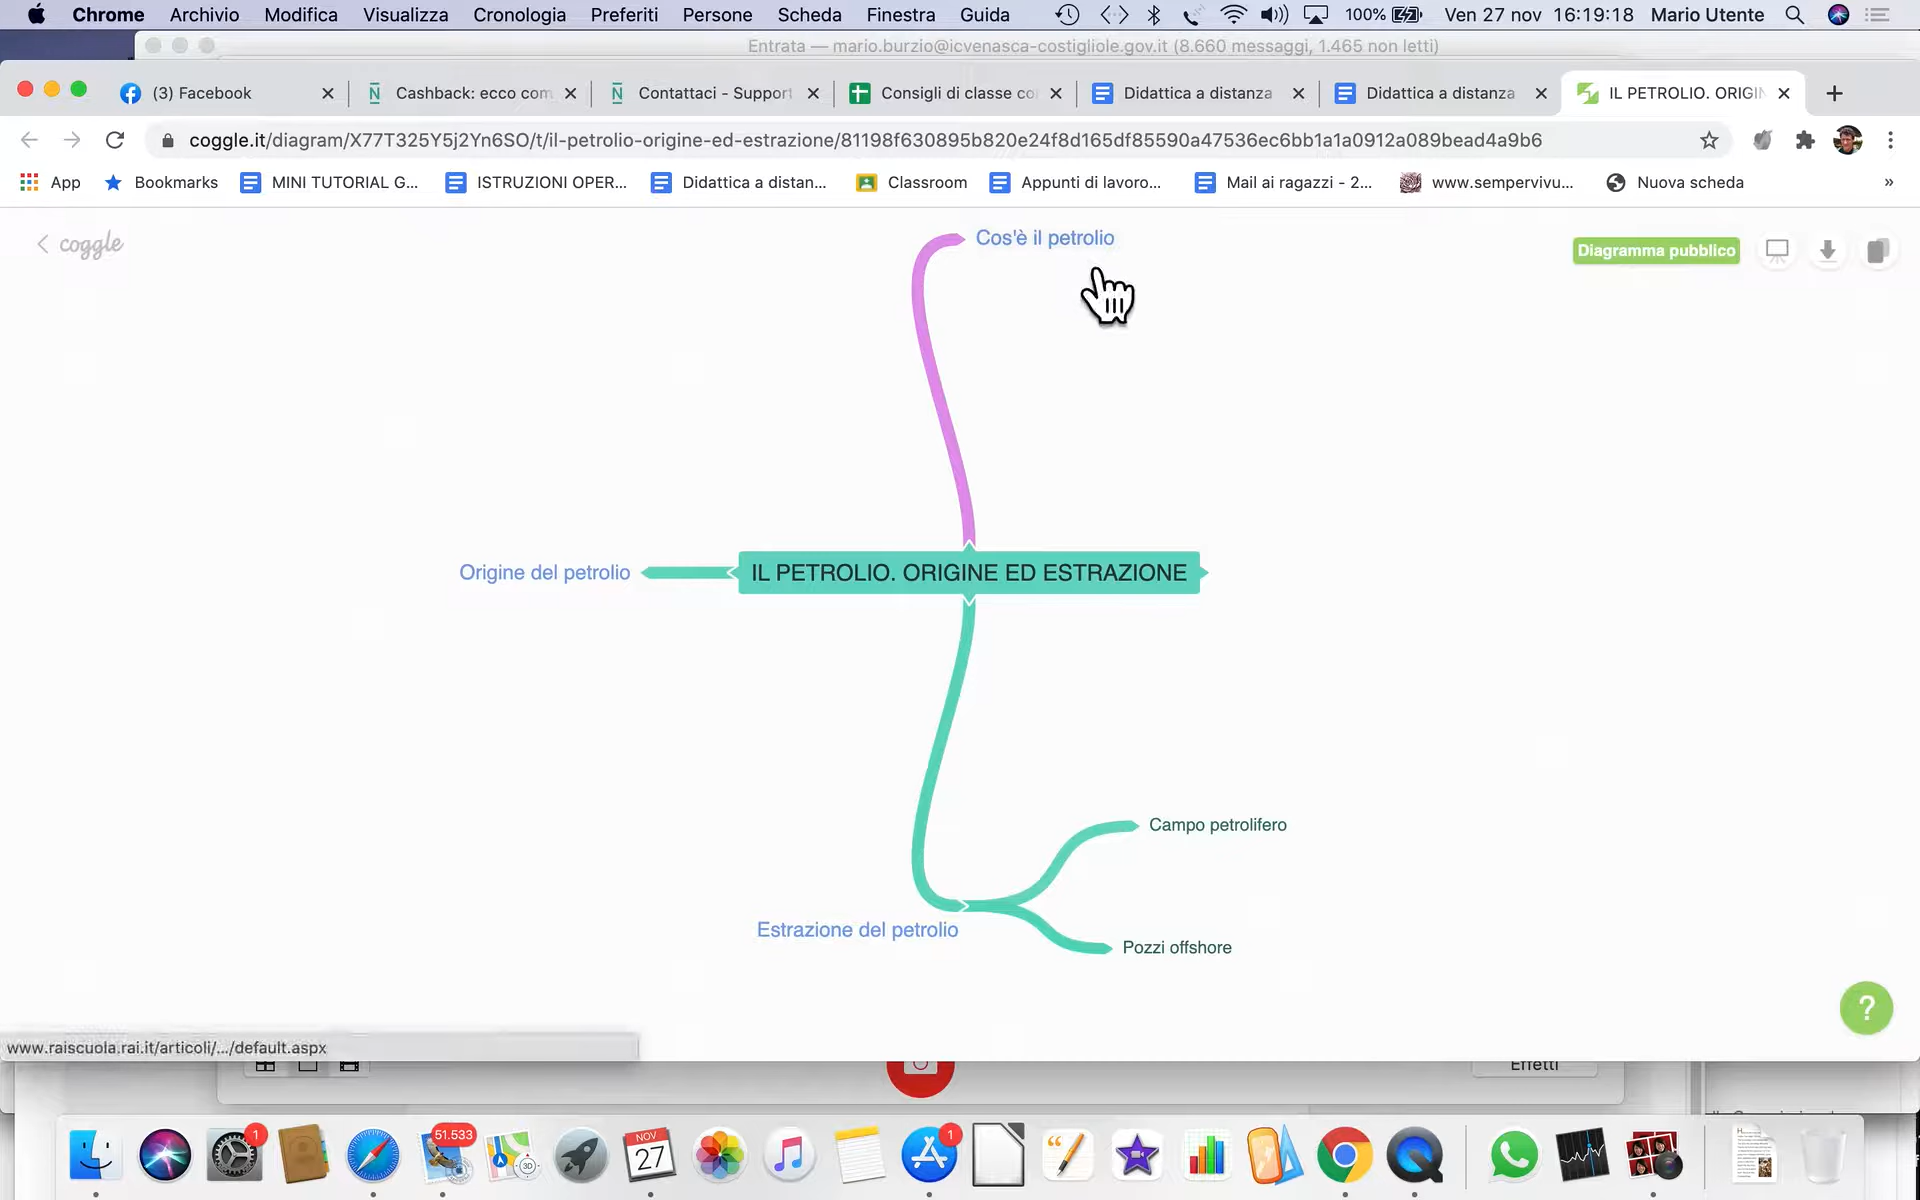 Chrome Archivio Modifica Visualizza Cronologia Preferiti Persone Scheda Finestra Guida 100% Ven 27 nov 16:19:18 Mario Utente
Entrata — mario.burzio@icvenasca-costigliole.gov.it (8.660 messaggi, 1.465 non letti)
(3) Facebook Cashback: ecco com Contattaci - Support Consigli di classe co Didattica a distanza Didattica a distanza IL PETROLIO. ORIGIN
coggle.it/diagram/X77T325Y5j2Yn6SO/t/il-petrolio-origine-ed-estrazione/81198f630895b820e24f8d165df85590a47536ec6bb1a1a0912a089bead4a9b6
App Bookmarks MINI TUTORIAL G... ISTRUZIONI OPER... Didattica a distan... Classroom Appunti di lavoro... Mail ai ragazzi - 2... www.sempervivu... Nuova scheda »
coggle
Cos'è il petrolio
Diagramma pubblico
Origine del petrolio
IL PETROLIO. ORIGINE ED ESTRAZIONE
Campo petrolifero
Estrazione del petrolio
Pozzi offshore
?
www.raiscuola.rai.it/articoli/.../default.aspx
Effetti
1
51.533
3D
NOV
27
1